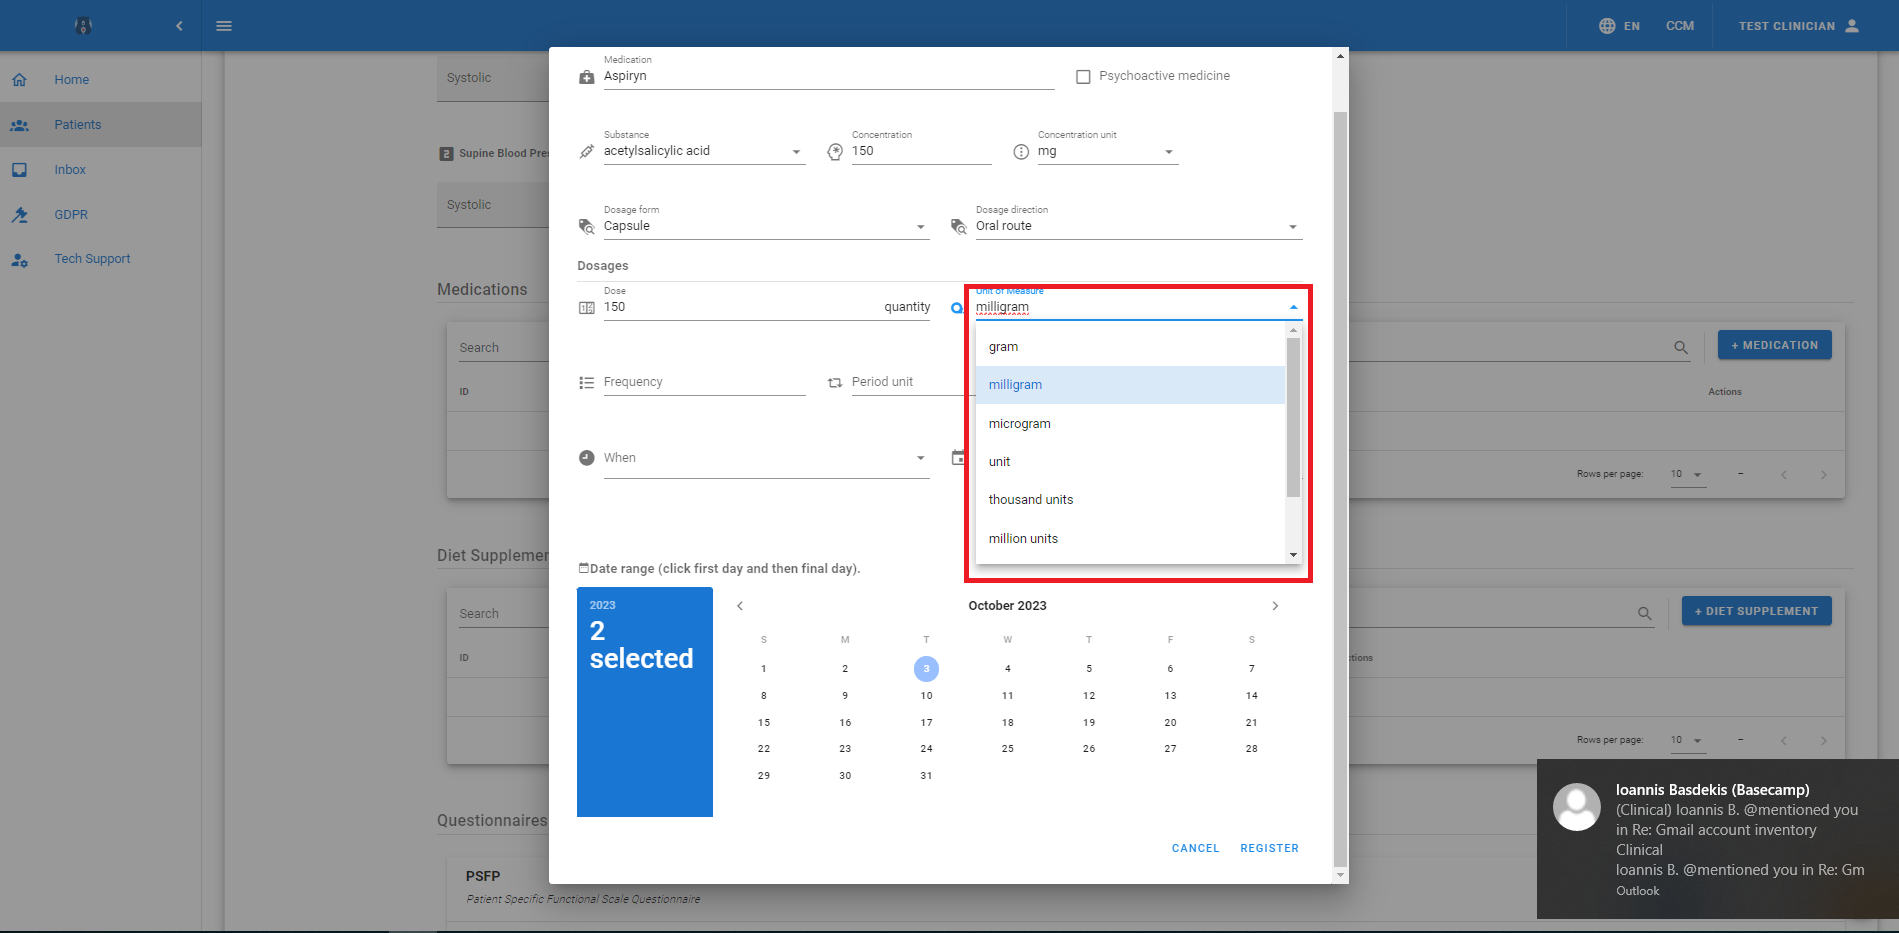 EN
CCM
TEST CLINICIAN
Home
Patients
Inbox
GDPR
Tech Support
Systolic
2 Supine Blood Pres
Systolic
Medications
Search
+ MEDICATION
ID
Actions
Rows per page:
10
–
Diet Supplemen
Search
+ DIET SUPPLEMENT
ID
ctions
Rows per page:
10
–
Questionnaires
PSFP
Patient Specific Functional Scale Questionnaire
Medication
Aspiryn
Psychoactive medicine
Substance
acetylsalicylic acid
Concentration
150
Concentration unit
mg
Dosage form
Capsule
Dosage direction
Oral route
Dosages
Dose
150
quantity
Unit of Measure
milligram
gram
milligram
microgram
unit
thousand units
million units
Frequency
Period unit
When
Date range (click first day and then final day).
2023
2
selected
October 2023
S M T W T F S
1 2 3 4 5 6 7
8 9 10 11 12 13 14
15 16 17 18 19 20 21
22 23 24 25 26 27 28
29 30 31
CANCEL
REGISTER
Ioannis Basdekis (Basecamp)
(Clinical) Ioannis B. @mentioned you
in Re: Gmail account inventory
Clinical
Ioannis B. @mentioned you in Re: Gm
Outlook